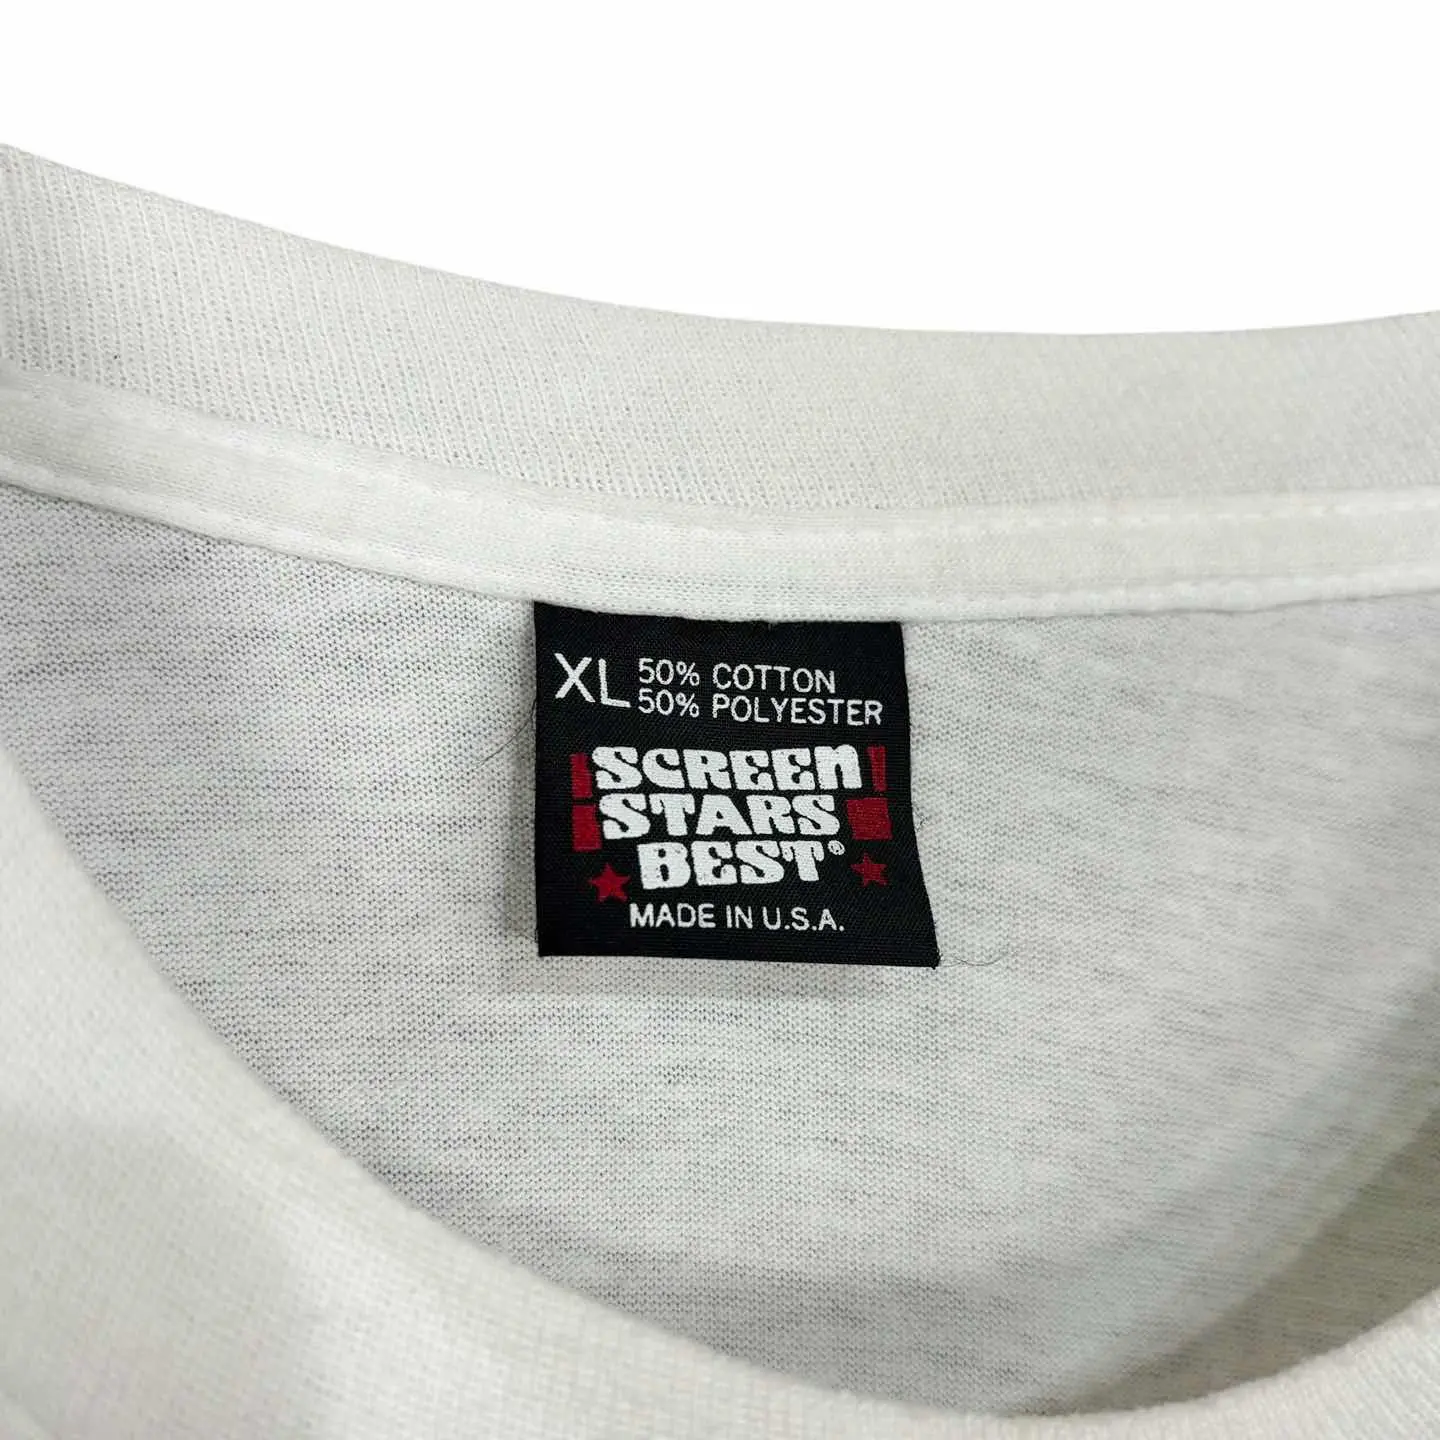 XL 50% COTTON
50% POLYESTER
SCREEN
STARS
BEST®
MADE IN U.S.A.